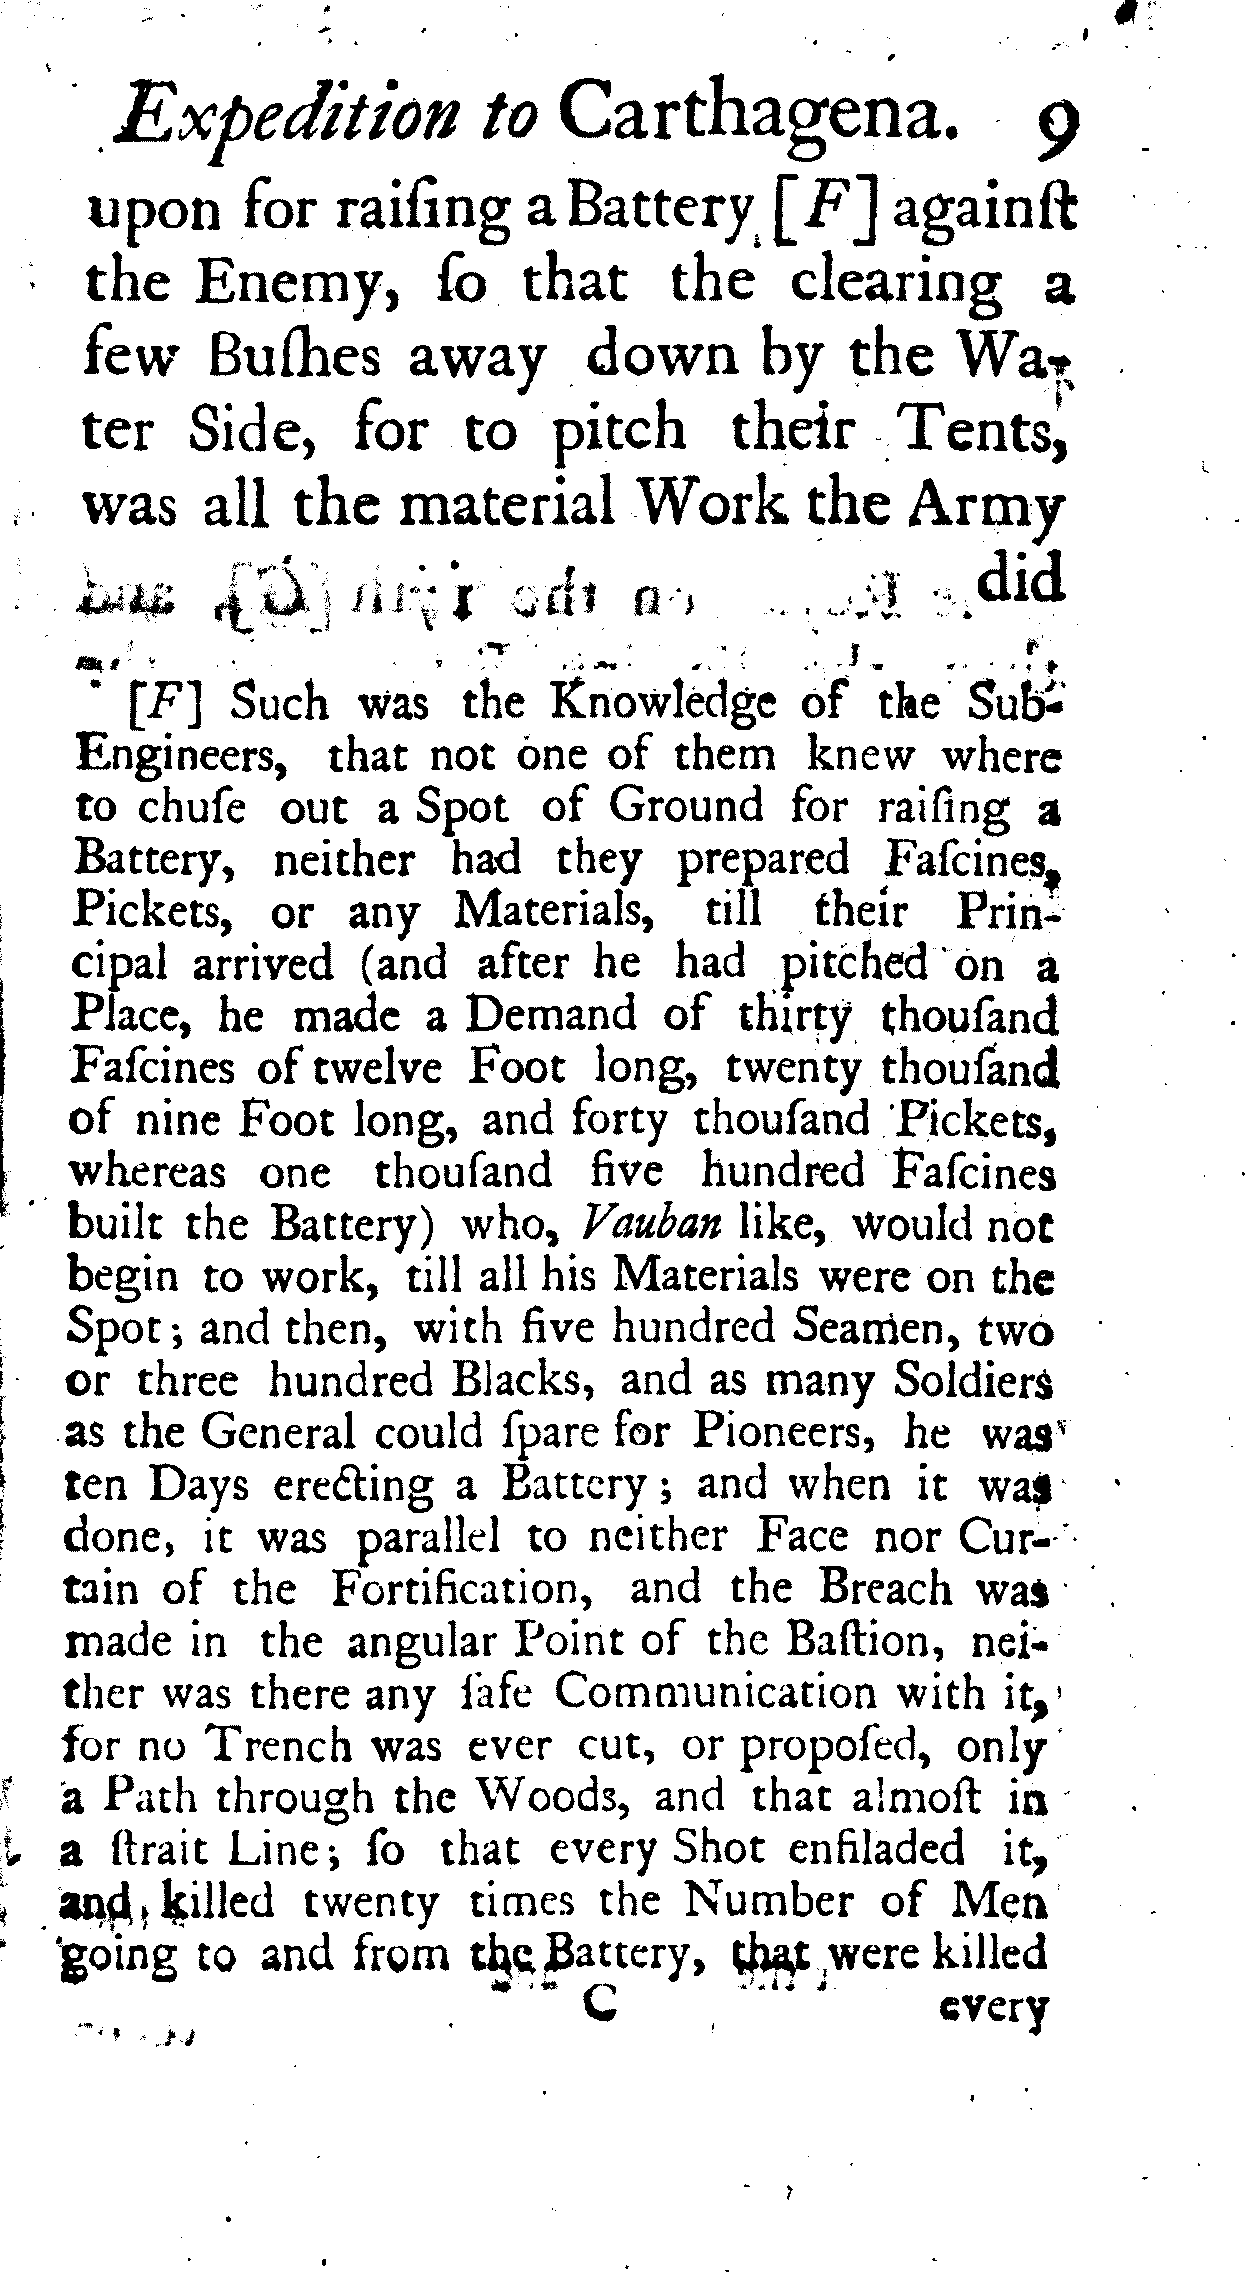 Expedition to Carthagena. 9
upon for raiſing a Battery [F] againſt
the Enemy, ſo that the clearing a
few Buſhes away down by the Wa-
ter Side, for to pitch their Tents,
was all the material Work the Army
did
[F] Such was the Knowledge of the Sub-
Engineers, that not one of them knew where
to chuſe out a Spot of Ground for raiſing a
Battery, neither had they prepared Faſcines,
Pickets, or any Materials, till their Prin-
cipal arrived (and after he had pitched on a
Place, he made a Demand of thirty thouſand
Faſcines of twelve Foot long, twenty thouſand
of nine Foot long, and forty thouſand Pickets,
whereas one thouſand five hundred Faſcines
built the Battery) who, Vauban like, would not
begin to work, till all his Materials were on the
Spot; and then, with five hundred Seamen, two
or three hundred Blacks, and as many Soldiers
as the General could ſpare for Pioneers, he was
ten Days erecting a Battery; and when it was
done, it was parallel to neither Face nor Cur-
tain of the Fortification, and the Breach was
made in the angular Point of the Baſtion, nei-
ther was there any ſafe Communication with it,
for no Trench was ever cut, or propoſed, only
a Path through the Woods, and that almoſt in
a ſtrait Line; ſo that every Shot enfiladed it,
and killed twenty times the Number of Men
going to and from the Battery, that were killed
C every